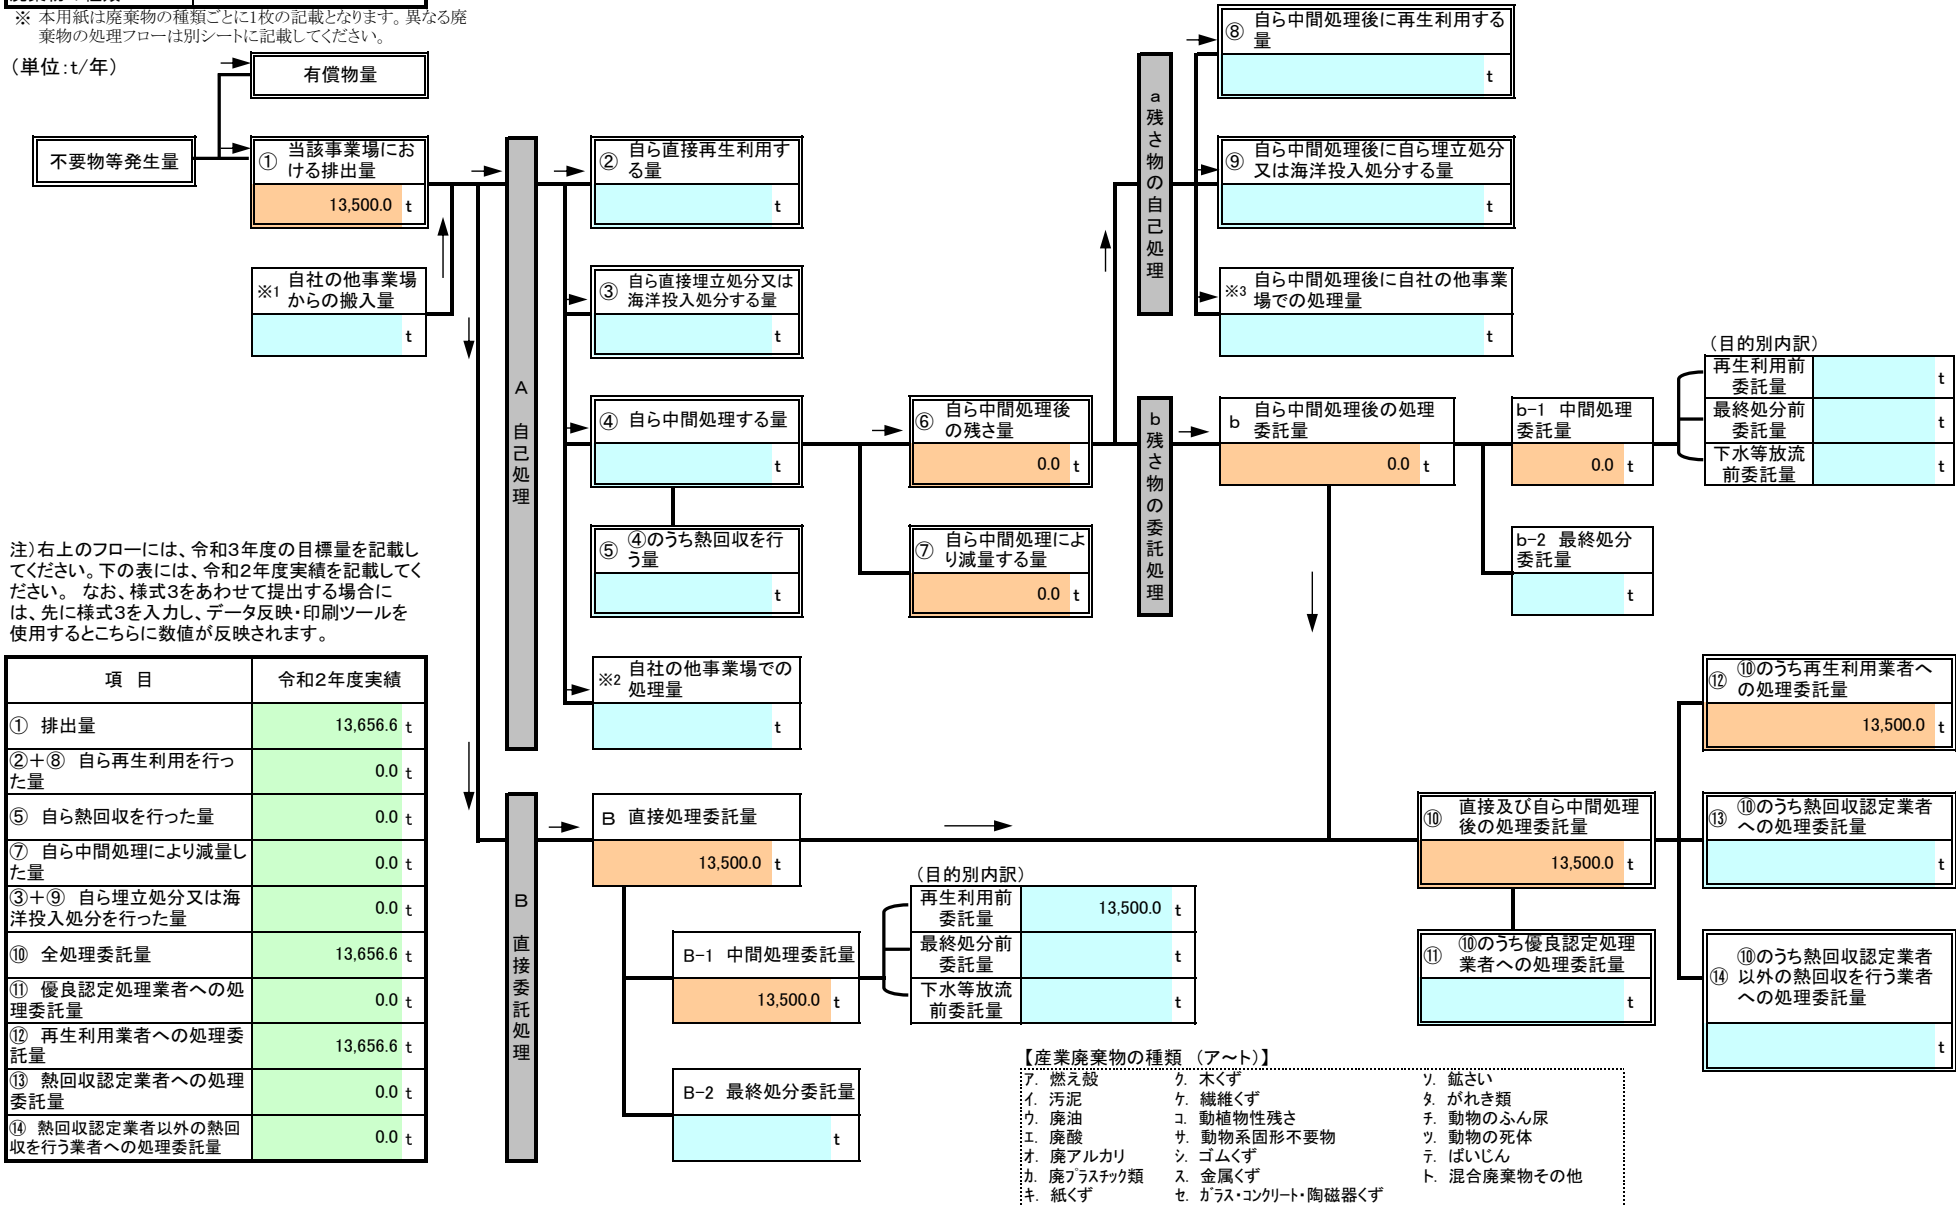 ※ 本用紙は廃棄物の種類ごとに1枚の記載となります。異なる廃
棄物の処理フローは別シートに記載してください。
（単位：t/年）
有償物量
不要物等発生量
① 当該事業場にお
ける排出量
13,500.0 t
※1 自社の他事業場
からの搬入量
t
A 自己処理
② 自ら直接再生利用す
る量
t
③ 自ら直接埋立処分又は
海洋投入処分する量
t
④ 自ら中間処理する量
t
⑤ ④のうち熱回収を行
う量
t
※2 自社の他事業場での
処理量
t
⑥ 自ら中間処理後
の残さ量
0.0 t
⑦ 自ら中間処理によ
り減量する量
0.0 t
a 残さ物の自己処理
⑧ 自ら中間処理後に再生利用する
量
t
⑨ 自ら中間処理後に自ら埋立処分
又は海洋投入処分する量
t
※3 自ら中間処理後に自社の他事業
場での処理量
t
b 残さ物の委託処理
b 自ら中間処理後の処理
委託量
0.0 t
b-1 中間処理
委託量
0.0 t
b-2 最終処分
委託量
t
（目的別内訳）
再生利用前
委託量
t
最終処分前
委託量
t
下水等放流
前委託量
t
注）右上のフローには、令和3年度の目標量を記載し
てください。下の表には、令和2年度実績を記載してく
ださい。 なお、様式3をあわせて提出する場合に
は、先に様式3を入力し、データ反映・印刷ツールを
使用するとこちらに数値が反映されます。
項 目 令和2年度実績
① 排出量 13,656.6 t
②＋⑧ 自ら再生利用を行っ
た量 0.0 t
⑤ 自ら熱回収を行った量 0.0 t
⑦ 自ら中間処理により減量し
た量 0.0 t
③＋⑨ 自ら埋立処分又は海
洋投入処分を行った量 0.0 t
⑩ 全処理委託量 13,656.6 t
⑪ 優良認定処理業者への処
理委託量 0.0 t
⑫ 再生利用業者への処理委
託量 13,656.6 t
⑬ 熱回収認定業者への処理
委託量 0.0 t
⑭ 熱回収認定業者以外の熱回
収を行う業者への処理委託量 0.0 t
B 直接委託処理
B 直接処理委託量
13,500.0 t
B-1 中間処理委託量
13,500.0 t
B-2 最終処分委託量
t
（目的別内訳）
再生利用前
委託量
13,500.0 t
最終処分前
委託量
t
下水等放流
前委託量
t
⑩ 直接及び自ら中間処理
後の処理委託量
13,500.0 t
⑪ ⑩のうち優良認定処理
業者への処理委託量
t
⑫ ⑩のうち再生利用業者へ
の処理委託量
13,500.0 t
⑬ ⑩のうち熱回収認定業者
への処理委託量
t
⑭ ⑩のうち熱回収認定業者
以外の熱回収を行う業者
への処理委託量
t
【産業廃棄物の種類 （ア～ト）】
ア. 燃え殻
イ. 汚泥
ウ. 廃油
エ. 廃酸
オ. 廃アルカリ
カ. 廃プラスチック類
キ. 紙くず
ク. 木くず
ケ. 繊維くず
コ. 動植物性残さ
サ. 動物系固形不要物
シ. ゴムくず
ス. 金属くず
セ. ガラス・コンクリート・陶磁器くず
ソ. 鉱さい
タ. がれき類
チ. 動物のふん尿
ツ. 動物の死体
テ. ばいじん
ト. 混合廃棄物その他